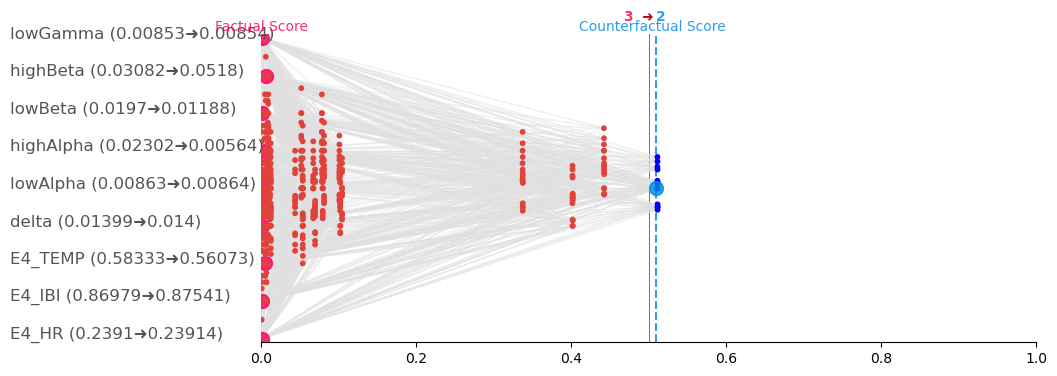 3 ➜ 2
Factual Score
Counterfactual Score
lowGamma (0.00853➜0.00854)
highBeta (0.03082➜0.0518)
lowBeta (0.0197➜0.01188)
highAlpha (0.02302➜0.00564)
lowAlpha (0.00863➜0.00864)
delta (0.01399➜0.014)
E4_TEMP (0.58333➜0.56073)
E4_IBI (0.86979➜0.87541)
E4_HR (0.2391➜0.23914)
0.0 0.2 0.4 0.6 0.8 1.0